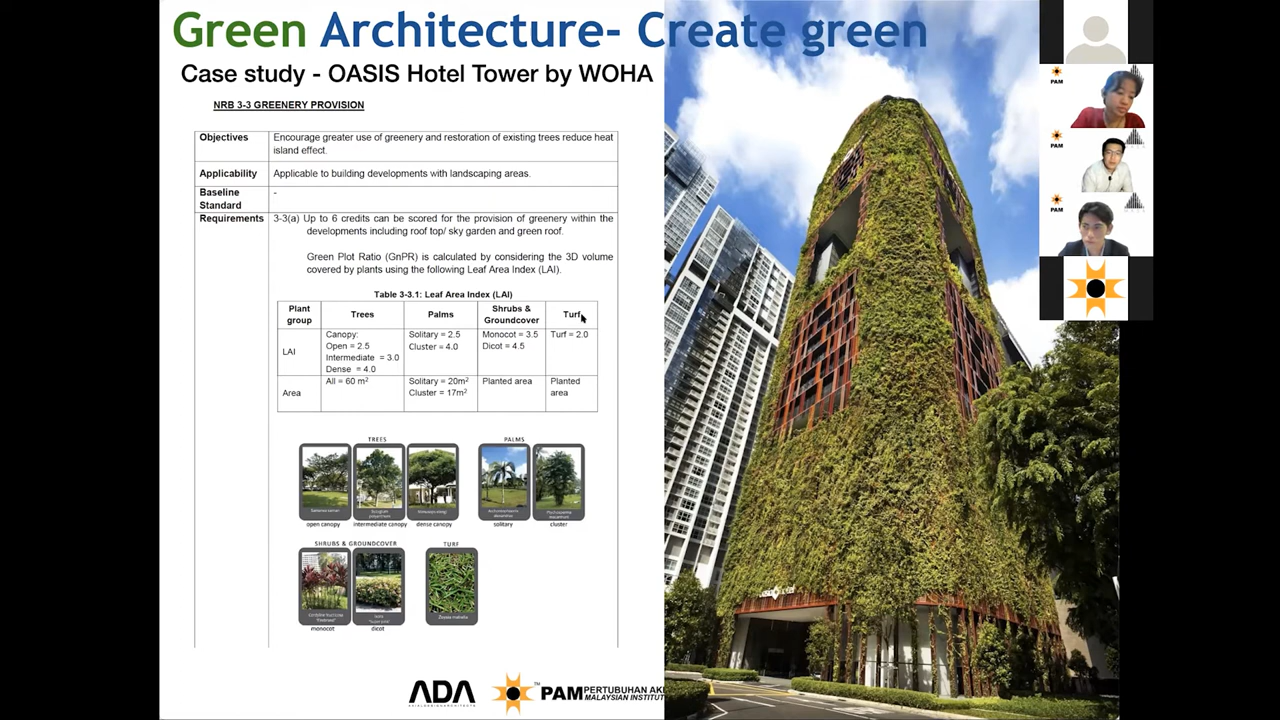 Green Architecture- Create green
Case study - OASIS Hotel Tower by WOHA
NRB 3-3 GREENERY PROVISION
Objectives
Encourage greater use of greenery and restoration of existing trees reduce heat
island effect.
Applicability
Applicable to building developments with landscaping areas.
Baseline
Standard
-
Requirements
3-3(a) Up to 6 credits can be scored for the provision of greenery within the
developments including roof top/ sky garden and green roof.
Green Plot Ratio (GnPR) is calculated by considering the 3D volume
covered by plants using the following Leaf Area Index (LAI).
Table 3-3.1: Leaf Area Index (LAI)
Plant
group
Trees
Palms
Shrubs &
Groundcover
Turf
LAI
Canopy:
Open = 2.5
Intermediate = 3.0
Dense = 4.0
Solitary = 2.5
Cluster = 4.0
Monocot = 3.5
Dicot = 4.5
Turf = 2.0
Area
All = 60 m²
Solitary = 20m²
Cluster = 17m²
Planted area
Planted
area
TREES
PALMS
open canopy
intermediate canopy
dense canopy
solitary
cluster
SHRUBS & GROUNDCOVER
TURF
monocot
dicot
ADA
PAM
PERTUBUHAN AK
MALAYSIAN INSTITU
TM
PAM
PAM
PAM